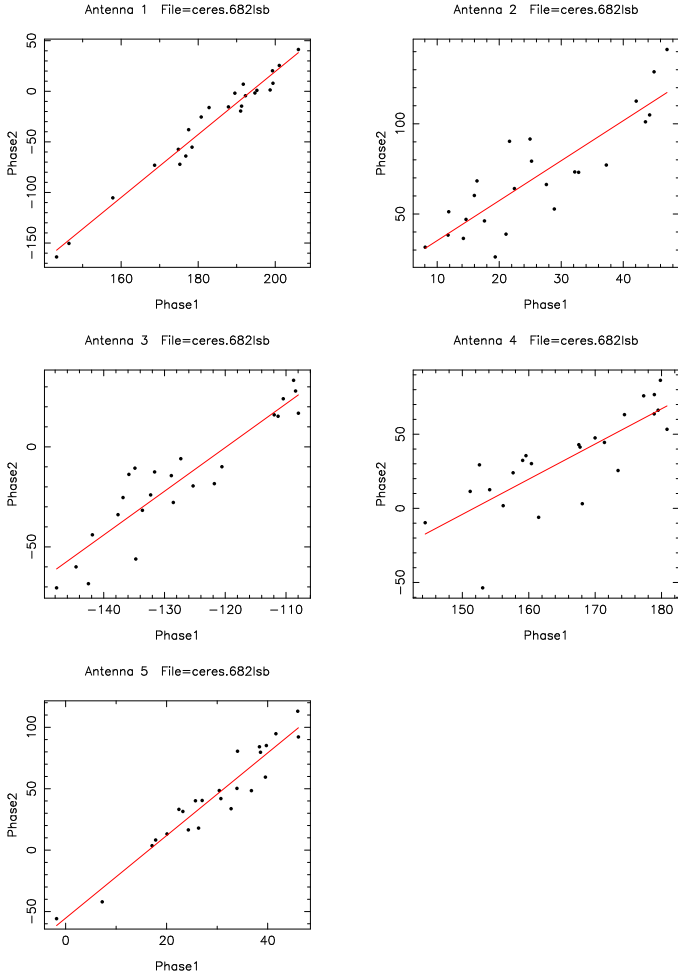 Antenna 1 File=ceres.682lsb
Phase2
50
0
−50
−100
−150
160 180 200
Phase1
Antenna 2 File=ceres.682lsb
Phase2
100
50
10 20 30 40
Phase1
Antenna 3 File=ceres.682lsb
Phase2
0
−50
−140 −130 −120 −110
Phase1
Antenna 4 File=ceres.682lsb
Phase2
50
0
−50
150 160 170 180
Phase1
Antenna 5 File=ceres.682lsb
Phase2
100
50
0
−50
0 20 40
Phase1